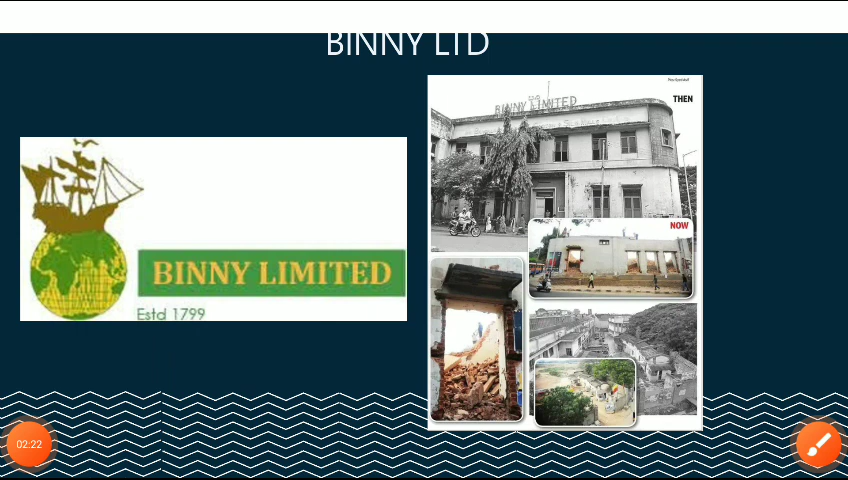 BINNY LTD
THEN
BINNY LIMITED
NOW
BINNY LIMITED
Estd 1799
02:22